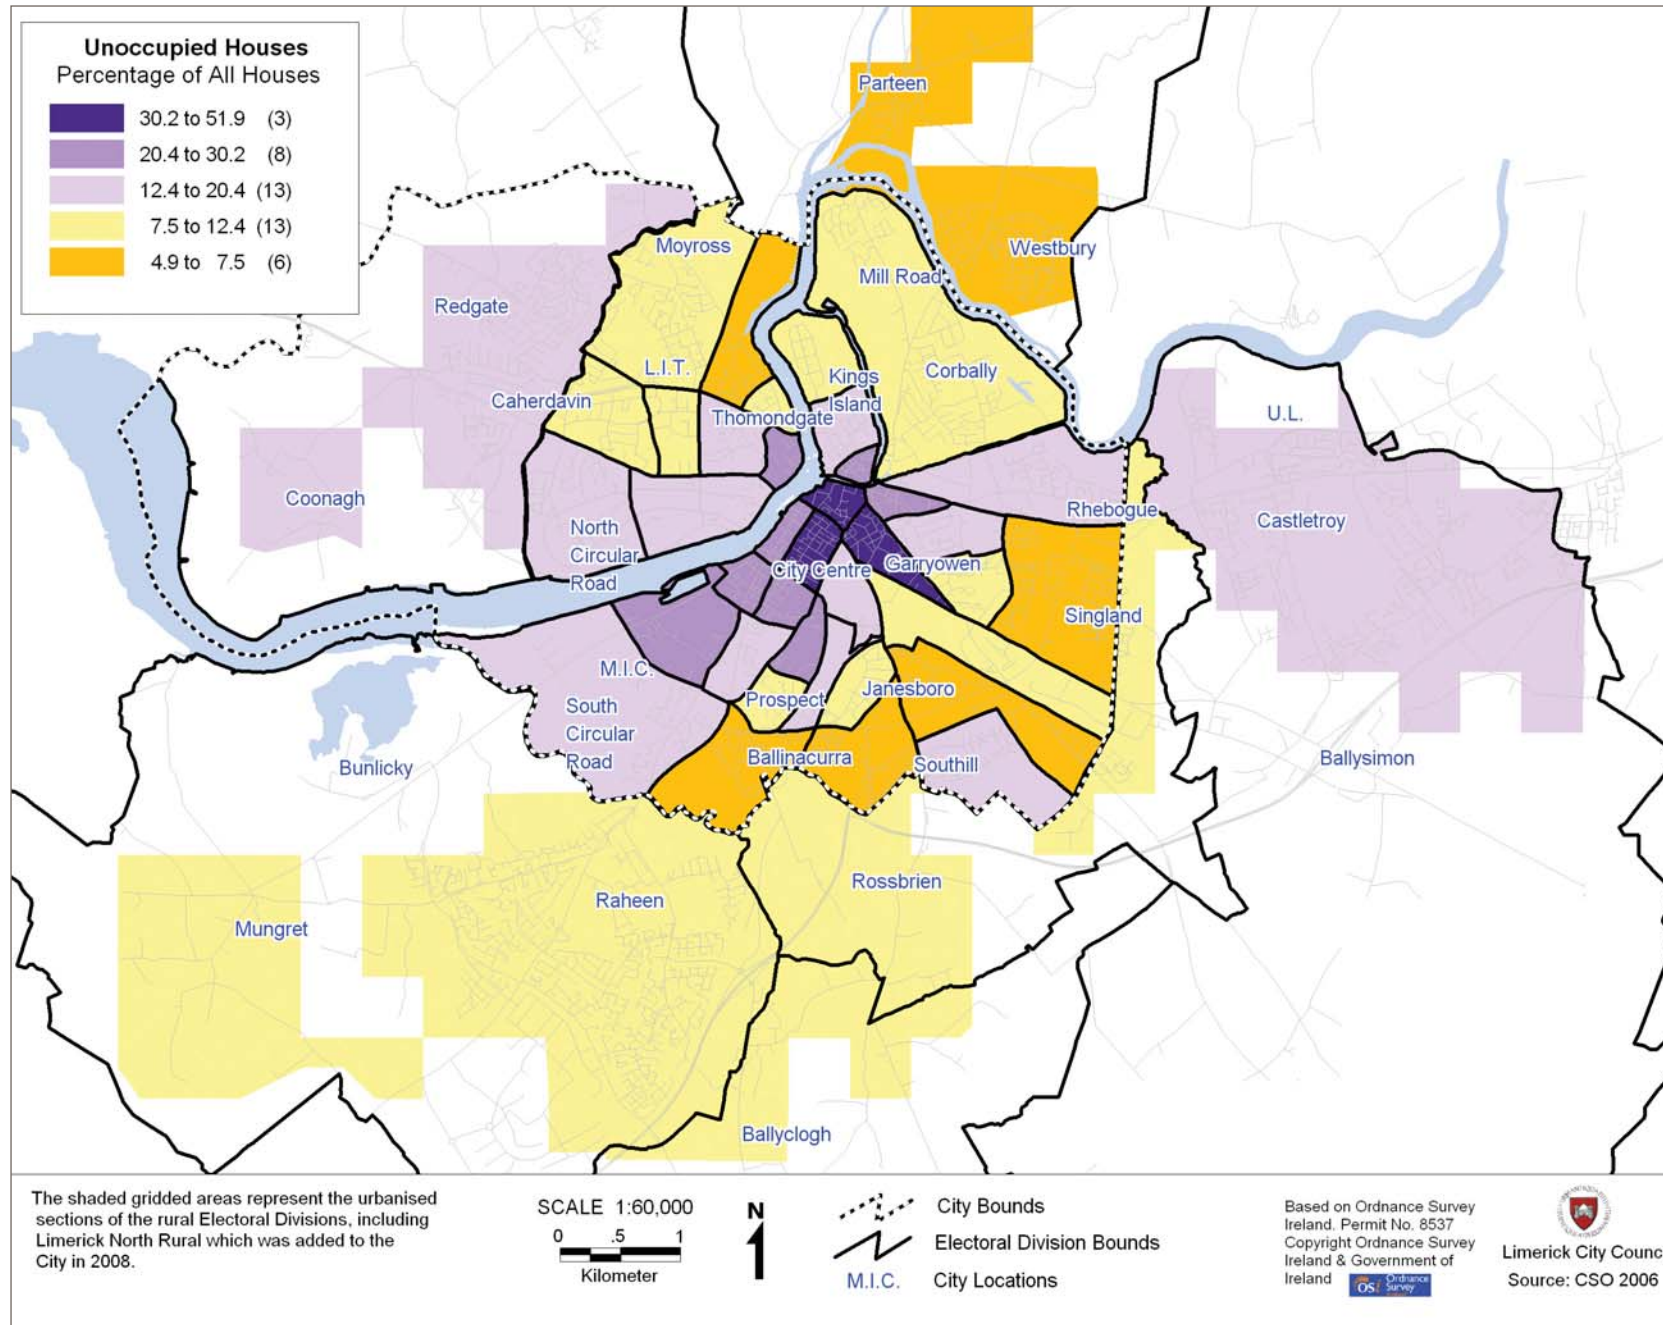 Unoccupied Houses
Percentage of All Houses
30.2 to 51.9 (3)
20.4 to 30.2 (8)
12.4 to 20.4 (13)
7.5 to 12.4 (13)
4.9 to 7.5 (6)
Parteen
Westbury
Moyross
Mill Road
Redgate
L.I.T.
Kings
Island
Corbally
Caherdavin
Thomondgate
U.L.
Coonagh
Rhebogue
Castletroy
North
Circular
Road
City Centre
Garryowen
Singland
M.I.C.
Prospect
Janesboro
South
Circular
Road
Bunlicky
Ballinacurra
Southill
Ballysimon
Rossbrien
Raheen
Mungret
Ballyclogh
The shaded gridded areas represent the urbanised
sections of the rural Electoral Divisions, including
Limerick North Rural which was added to the
City in 2008.
SCALE 1:60,000
0 .5 1
Kilometer
N
City Bounds
Electoral Division Bounds
M.I.C. City Locations
Based on Ordnance Survey
Ireland. Permit No. 8537
Copyright Ordnance Survey
Ireland & Government of
Ireland
OSi Ordnance
Survey
Limerick City Counc
Source: CSO 2006